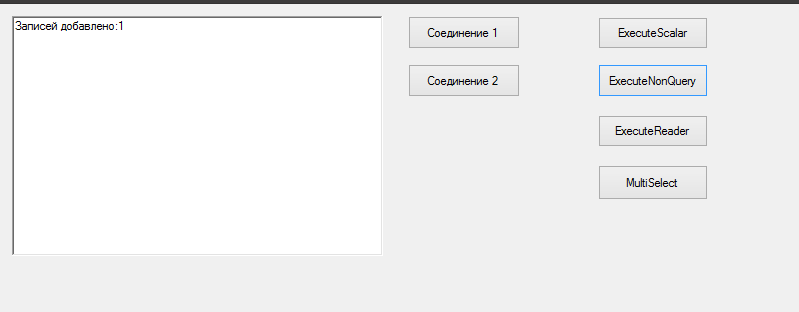 Записей добавлено:1
Соединение 1
ExecuteScalar
Соединение 2
ExecuteNonQuery
ExecuteReader
MultiSelect